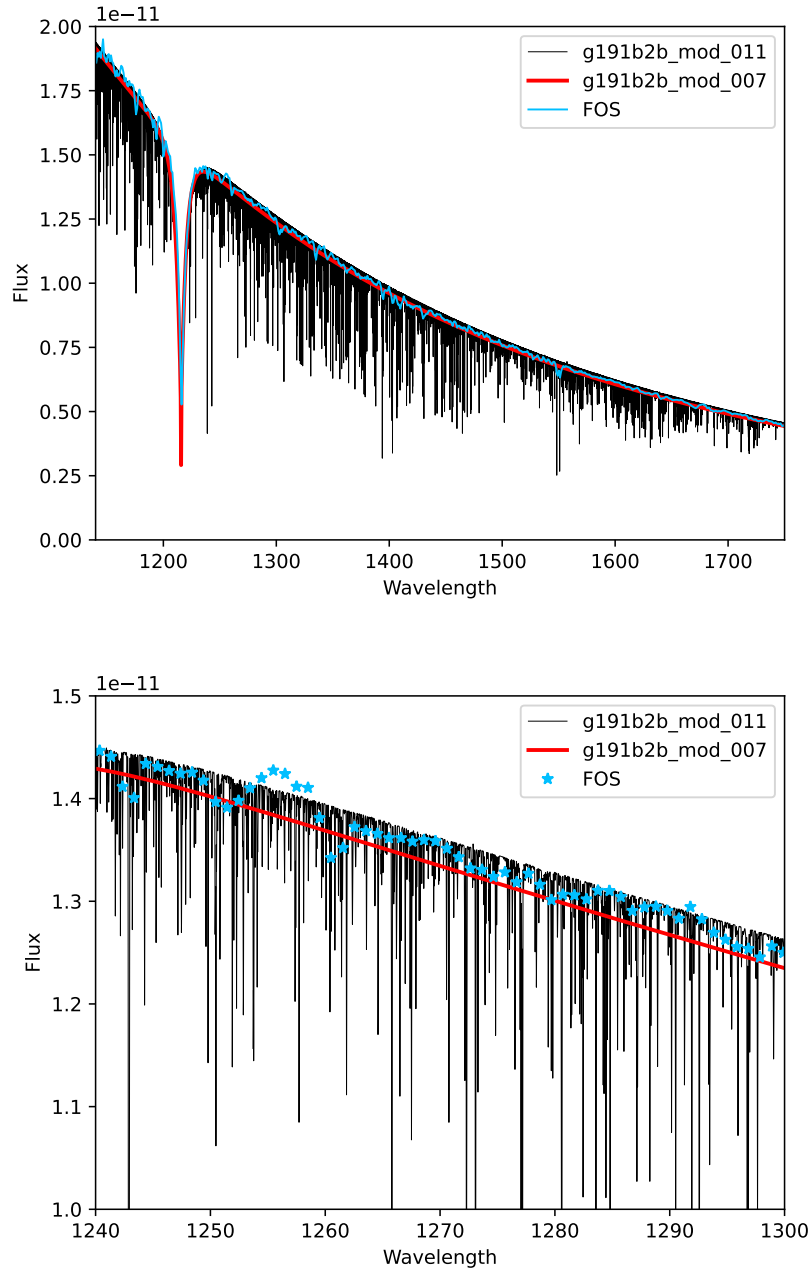 1e−11
2.00
1.75
1.50
1.25
1.00
0.75
0.50
0.25
0.00
Flux
g191b2b_mod_011
g191b2b_mod_007
FOS
1200
1300
1400
1500
1600
1700
Wavelength
1e−11
1.5
1.4
1.3
1.2
1.1
1.0
Flux
g191b2b_mod_011
g191b2b_mod_007
FOS
1240
1250
1260
1270
1280
1290
1300
Wavelength